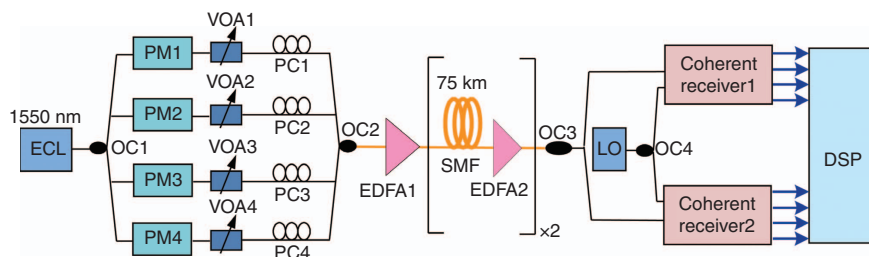 1550 nm
ECL
OC1
PM1
VOA1
PC1
PM2
VOA2
PC2
PM3
VOA3
PC3
PM4
VOA4
PC4
OC2
EDFA1
75 km
SMF
EDFA2
×2
OC3
LO
OC4
Coherent
receiver1
Coherent
receiver2
DSP